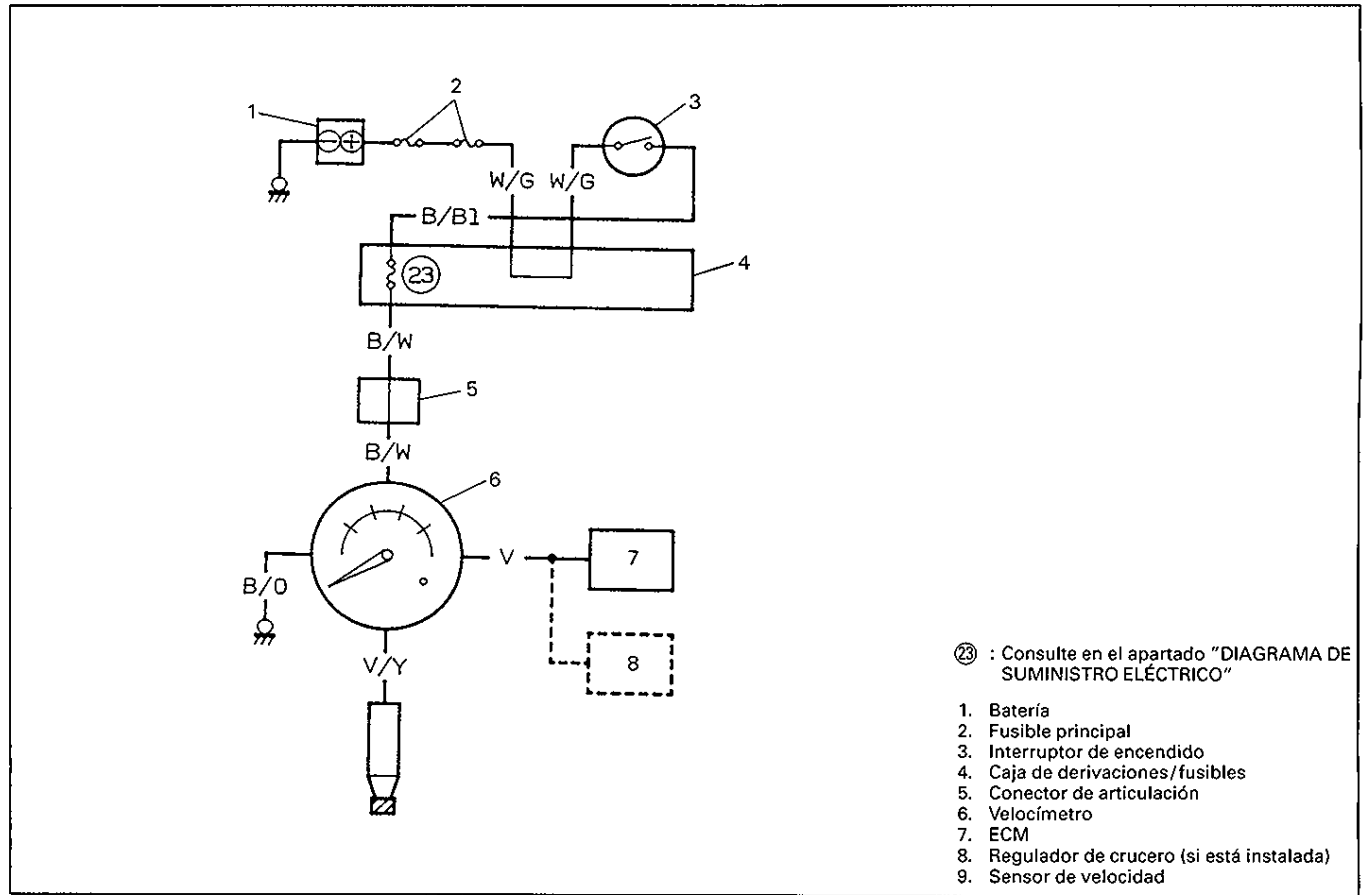 2
1
3
W/G W/G
B/Bl
23
4
B/W
5
B/W
6
V
7
B/O
8
V/Y
23 : Consulte en el apartado "DIAGRAMA DE
SUMINISTRO ELÉCTRICO"
1. Batería
2. Fusible principal
3. Interruptor de encendido
4. Caja de derivaciones/fusibles
5. Conector de articulación
6. Velocímetro
7. ECM
8. Regulador de crucero (si está instalada)
9. Sensor de velocidad